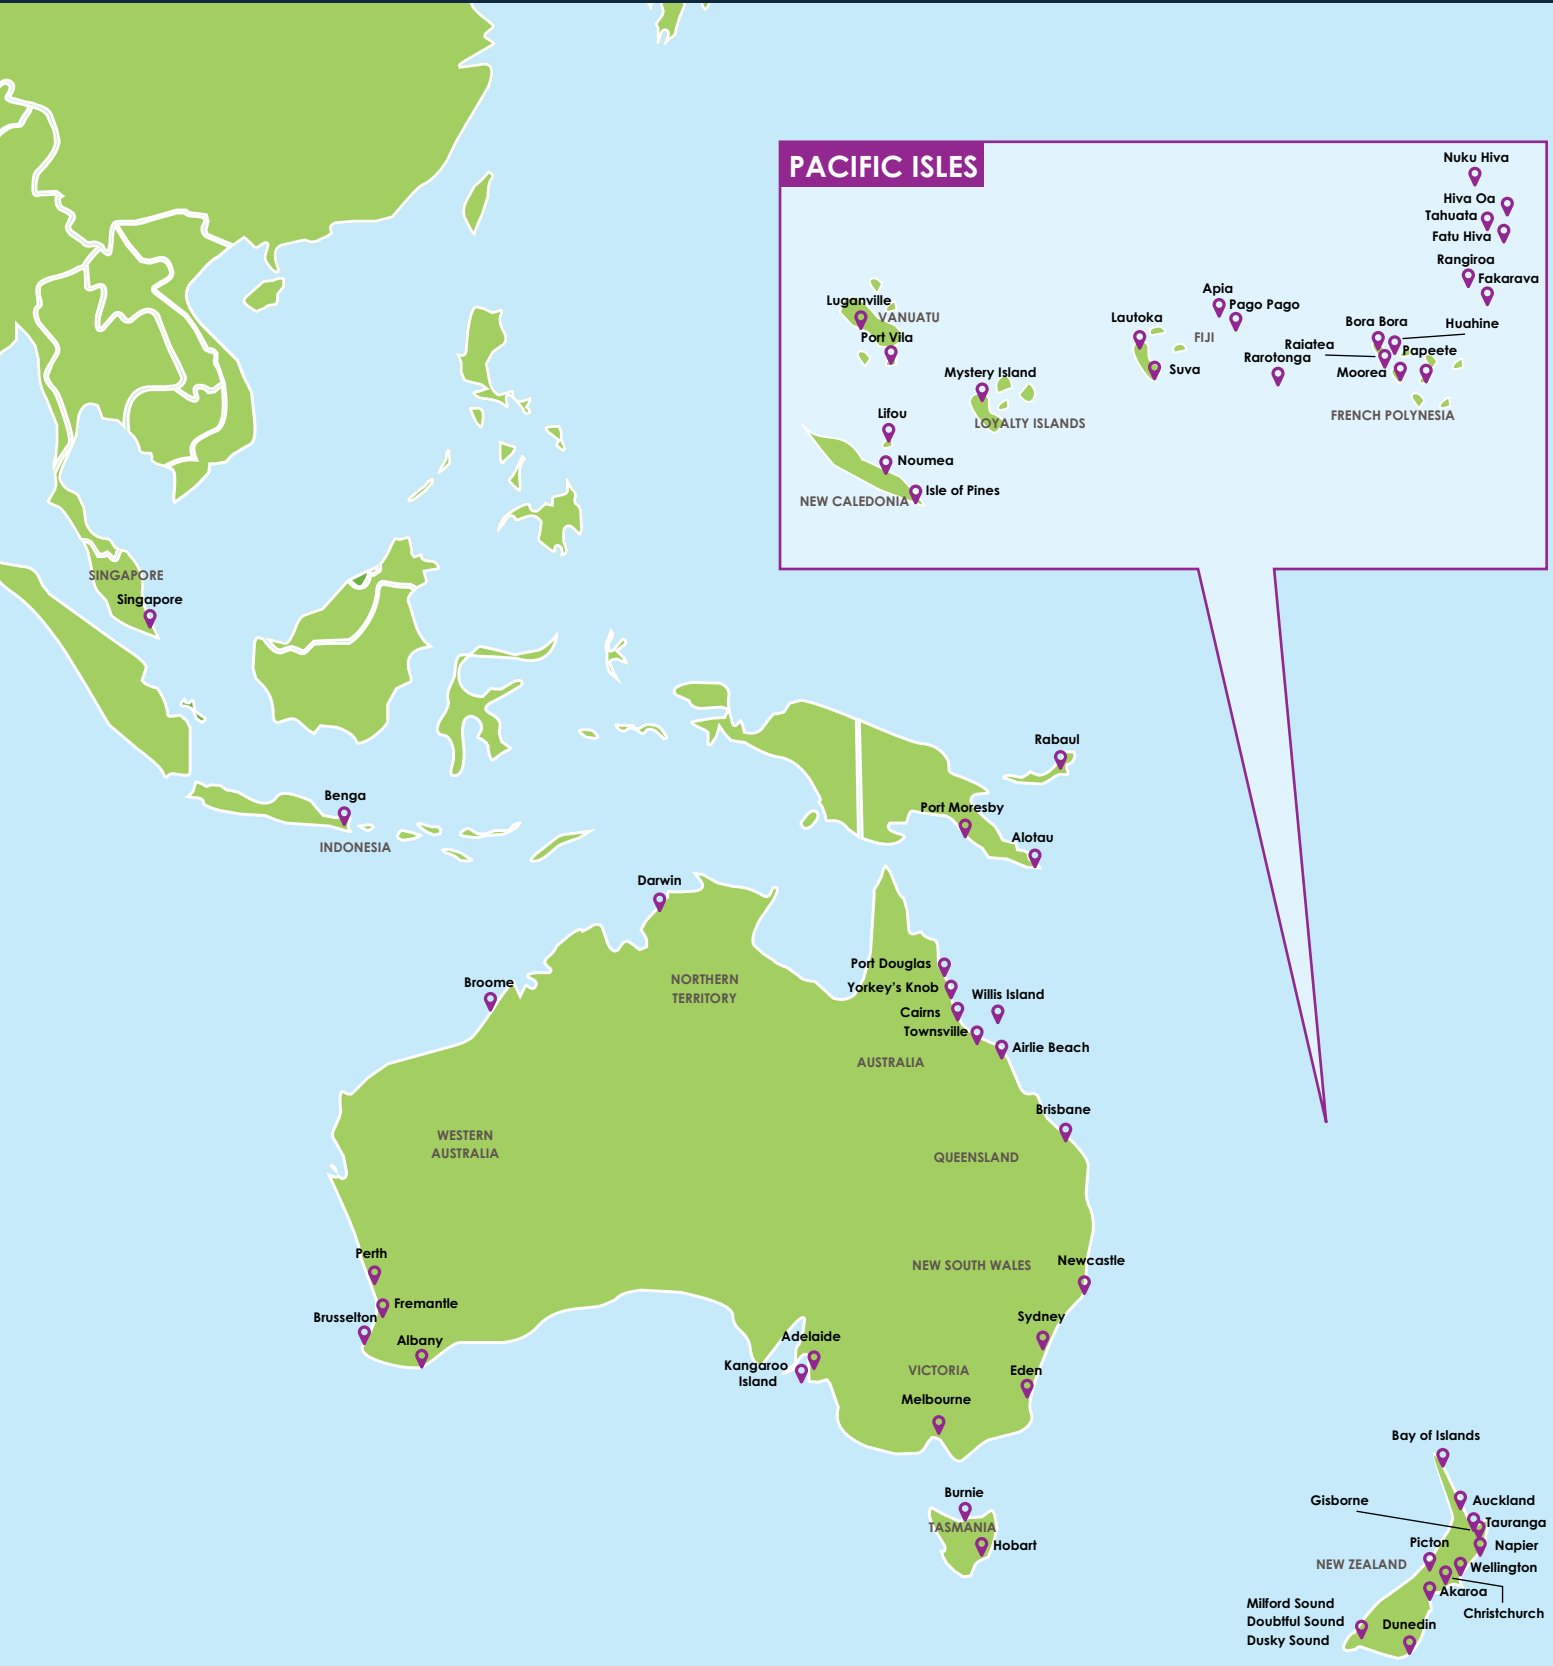 PACIFIC ISLES
Nuku Hiva
Hiva Oa
Tahuata
Fatu Hiva
Rangiroa
Fakarava
Apia
Pago Pago
Luganville
VANUATU
Port Vila
Lautoka
FIJI
Suva
Bora Bora
Huahine
Raiatea
Papeete
Rarotonga
Moorea
FRENCH POLYNESIA
Mystery Island
LOYALTY ISLANDS
Lifou
Noumea
Isle of Pines
NEW CALEDONIA
SINGAPORE
Singapore
Rabaul
Benga
INDONESIA
Port Moresby
Alotau
Darwin
Broome
NORTHERN
TERRITORY
Port Douglas
Yorkey's Knob
Willis Island
Cairns
Townsville
Airlie Beach
AUSTRALIA
Brisbane
WESTERN
AUSTRALIA
QUEENSLAND
Perth
NEW SOUTH WALES
Newcastle
Fremantle
Brusselton
Albany
Sydney
Adelaide
Kangaroo
Island
VICTORIA
Eden
Melbourne
Burnie
TASMANIA
Hobart
Bay of Islands
Gisborne
Auckland
Tauranga
Picton
Napier
NEW ZEALAND
Wellington
Akaroa
Christchurch
Milford Sound
Doubtful Sound
Dusky Sound
Dunedin